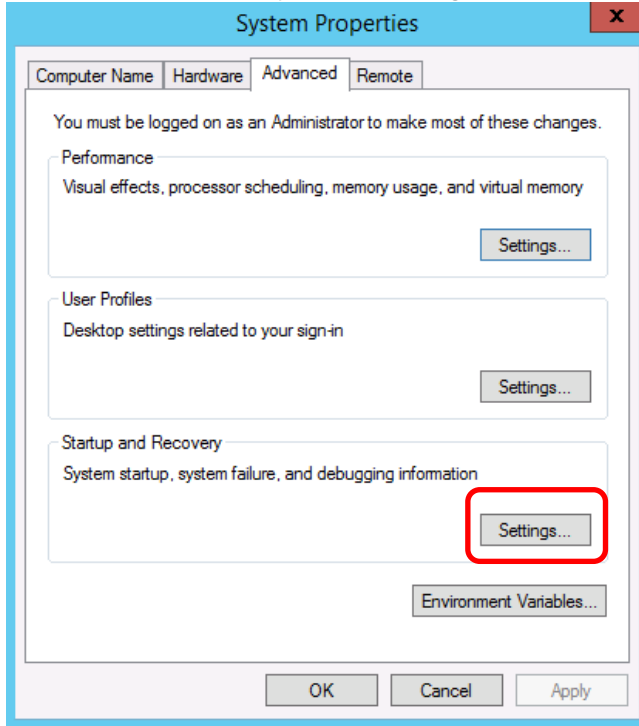 System Properties
x
Computer Name Hardware Advanced Remote
You must be logged on as an Administrator to make most of these changes.
Performance
Visual effects, processor scheduling, memory usage, and virtual memory
Settings...
User Profiles
Desktop settings related to your sign-in
Settings...
Startup and Recovery
System startup, system failure, and debugging information
Settings...
Environment Variables...
OK Cancel Apply